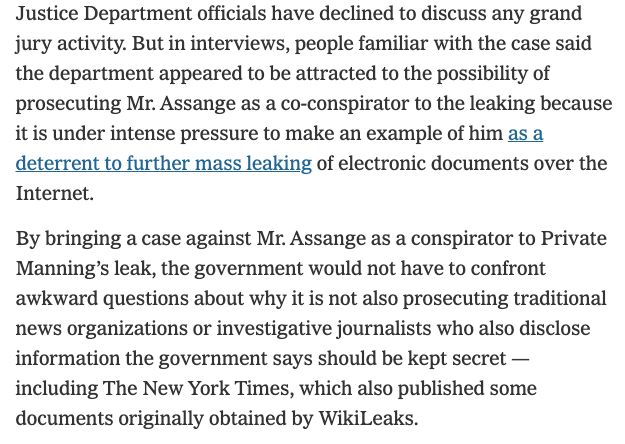 Justice Department officials have declined to discuss any grand
jury activity. But in interviews, people familiar with the case said
the department appeared to be attracted to the possibility of
prosecuting Mr. Assange as a co-conspirator to the leaking because
it is under intense pressure to make an example of him as a
deterrent to further mass leaking of electronic documents over the
Internet.
By bringing a case against Mr. Assange as a conspirator to Private
Manning’s leak, the government would not have to confront
awkward questions about why it is not also prosecuting traditional
news organizations or investigative journalists who also disclose
information the government says should be kept secret —
including The New York Times, which also published some
documents originally obtained by WikiLeaks.